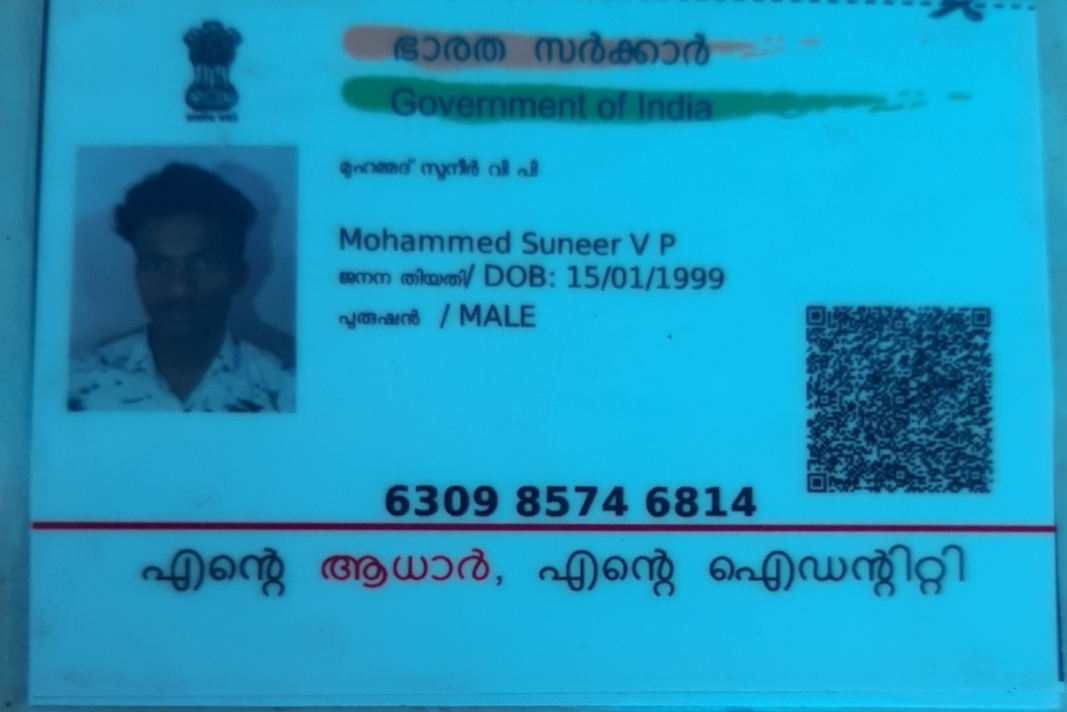 ഭാരത സർക്കാർ
Government of India
മുഹമ്മദ് സുനീർ വി പി
Mohammed Suneer V P
ജനന തിയതി/ DOB: 15/01/1999
പുരുഷൻ / MALE
6309 8574 6814
എന്റെ ആധാർ, എന്റെ ഐഡന്റിറ്റി